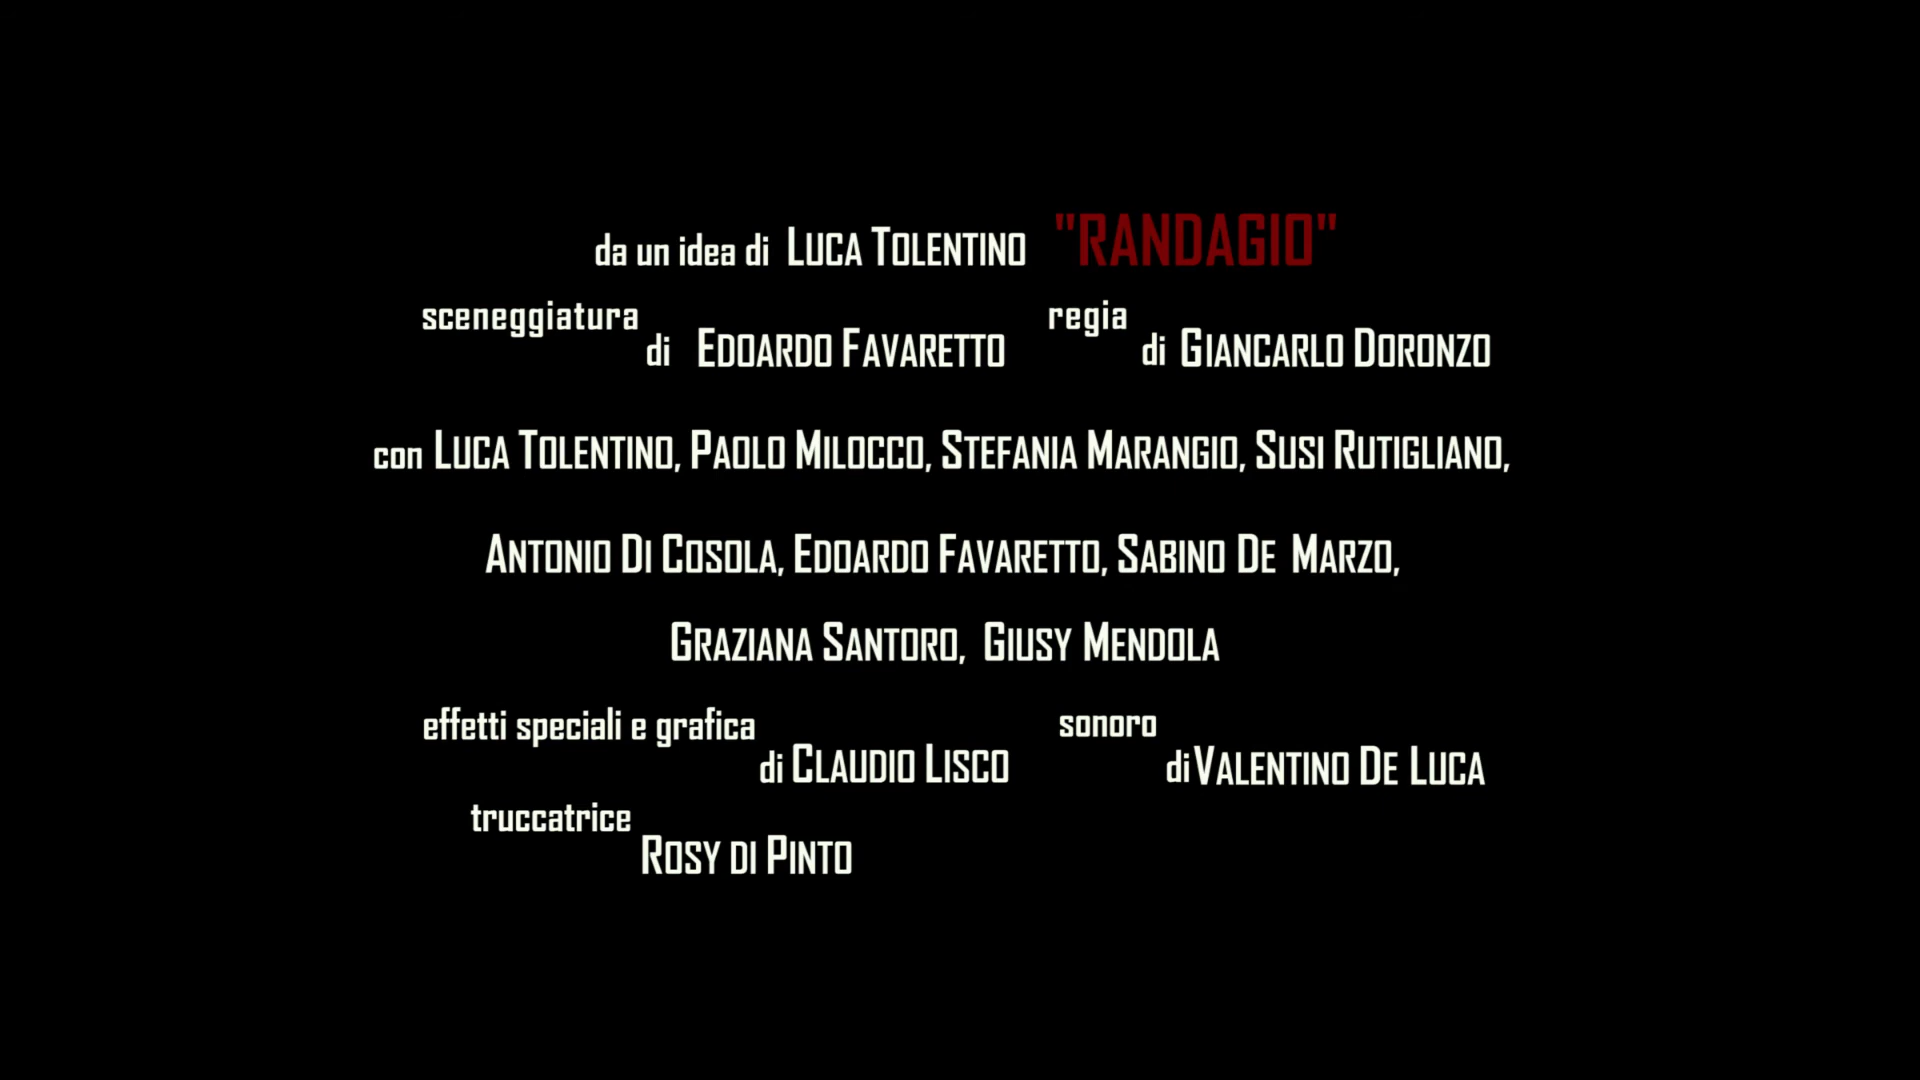 da un idea di LUCA TOLENTINO "RANDAGIO"
sceneggiatura di EDOARDO FAVARETTO regia di GIANCARLO DORONZO
con LUCA TOLENTINO, PAOLO MILOCCO, STEFANIA MARANGIO, SUSI RUTIGLIANO,
ANTONIO DI COSOLA, EDOARDO FAVARETTO, SABINO DE MARZO,
GRAZIANA SANTORO, GIUSY MENDOLA
effetti speciali e grafica di CLAUDIO LISCO sonoro di VALENTINO DE LUCA
truccatrice ROSY DI PINTO